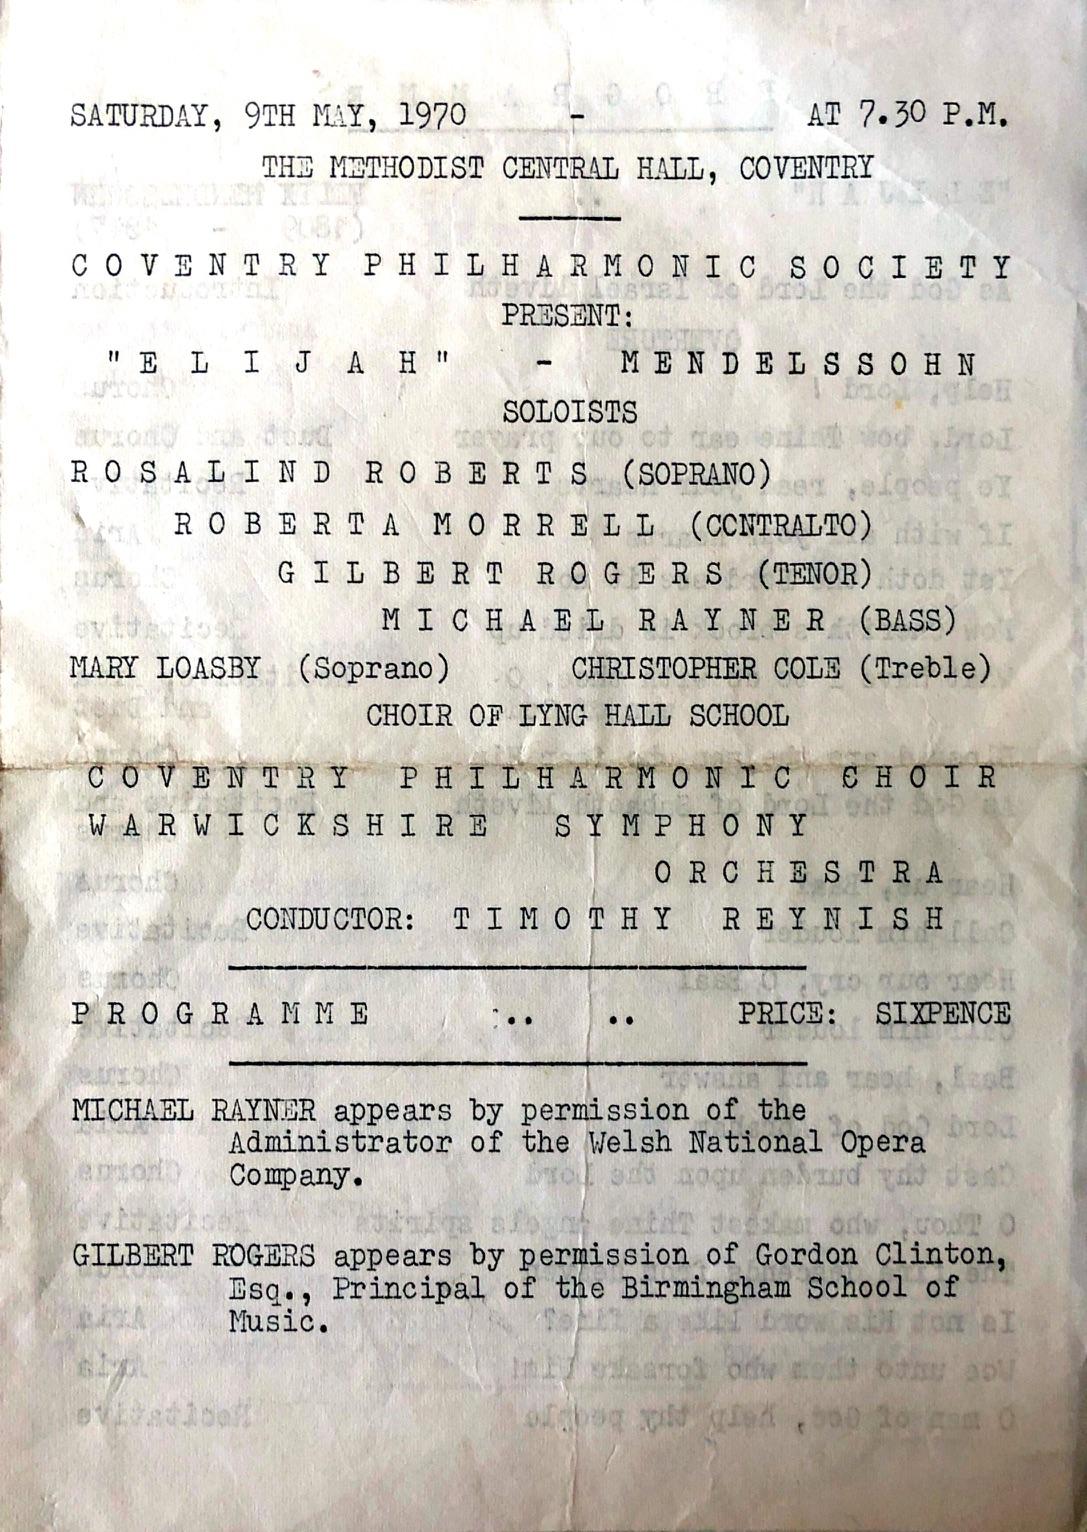 SATURDAY, 9TH MAY, 1970 - AT 7.30 P.M.
THE METHODIST CENTRAL HALL, COVENTRY
COVENTRY PHILHARMONIC SOCIETY
PRESENT:
"ELIJAH" - MENDELSSOHN
SOLOISTS
ROSALIND ROBERTS (SOPRANO)
ROBERTA MORRELL (CONTRALTO)
GILBERT ROGERS (TENOR)
MICHAEL RAYNER (BASS)
MARY LOASBY (Soprano) CHRISTOPHER COLE (Treble)
CHOIR OF LYNG HALL SCHOOL
COVENTRY PHILHARMONIC CHOIR
WARWICKSHIRE SYMPHONY
ORCHESTRA
CONDUCTOR: TIMOTHY REYNISH
PROGRAMME :.. .. PRICE: SIXPENCE
MICHAEL RAYNER appears by permission of the
Administrator of the Welsh National Opera
Company.
GILBERT ROGERS appears by permission of Gordon Clinton,
Esq., Principal of the Birmingham School of
Music.